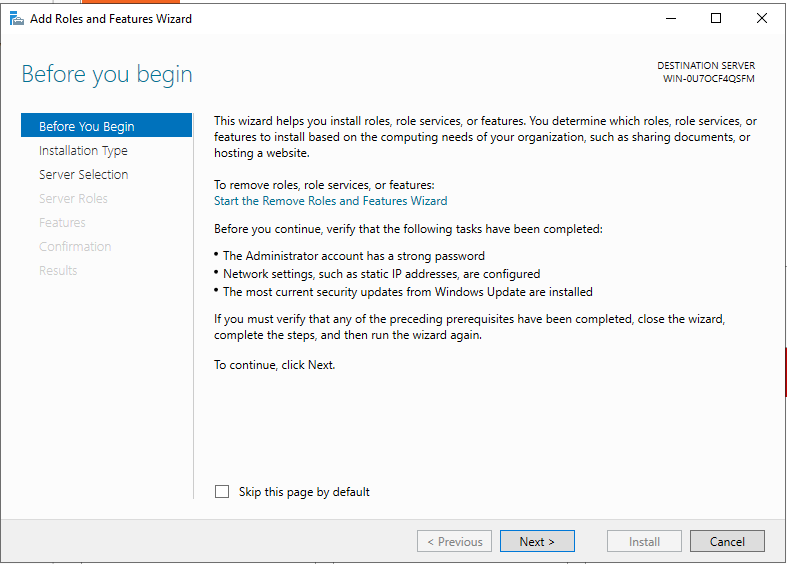 Add Roles and Features Wizard
Before you begin
DESTINATION SERVER
WIN-0U7OCF4QSFM
Before You Begin
Installation Type
Server Selection
Server Roles
Features
Confirmation
Results
This wizard helps you install roles, role services, or features. You determine which roles, role services, or
features to install based on the computing needs of your organization, such as sharing documents, or
hosting a website.
To remove roles, role services, or features:
Start the Remove Roles and Features Wizard
Before you continue, verify that the following tasks have been completed:
• The Administrator account has a strong password
• Network settings, such as static IP addresses, are configured
• The most current security updates from Windows Update are installed
If you must verify that any of the preceding prerequisites have been completed, close the wizard,
complete the steps, and then run the wizard again.
To continue, click Next.
Skip this page by default
< Previous
Next >
Install
Cancel